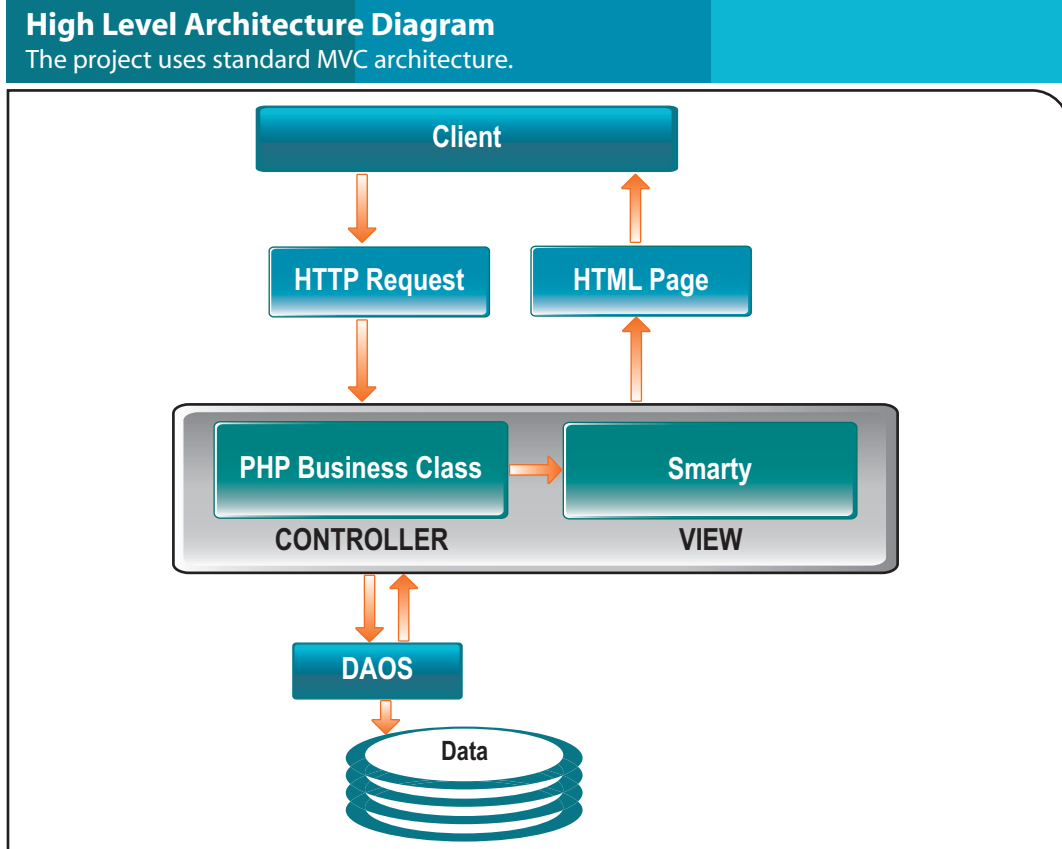 High Level Architecture Diagram
The project uses standard MVC architecture.
Client
HTTP Request
HTML Page
PHP Business Class
Smarty
CONTROLLER
VIEW
DAOS
Data